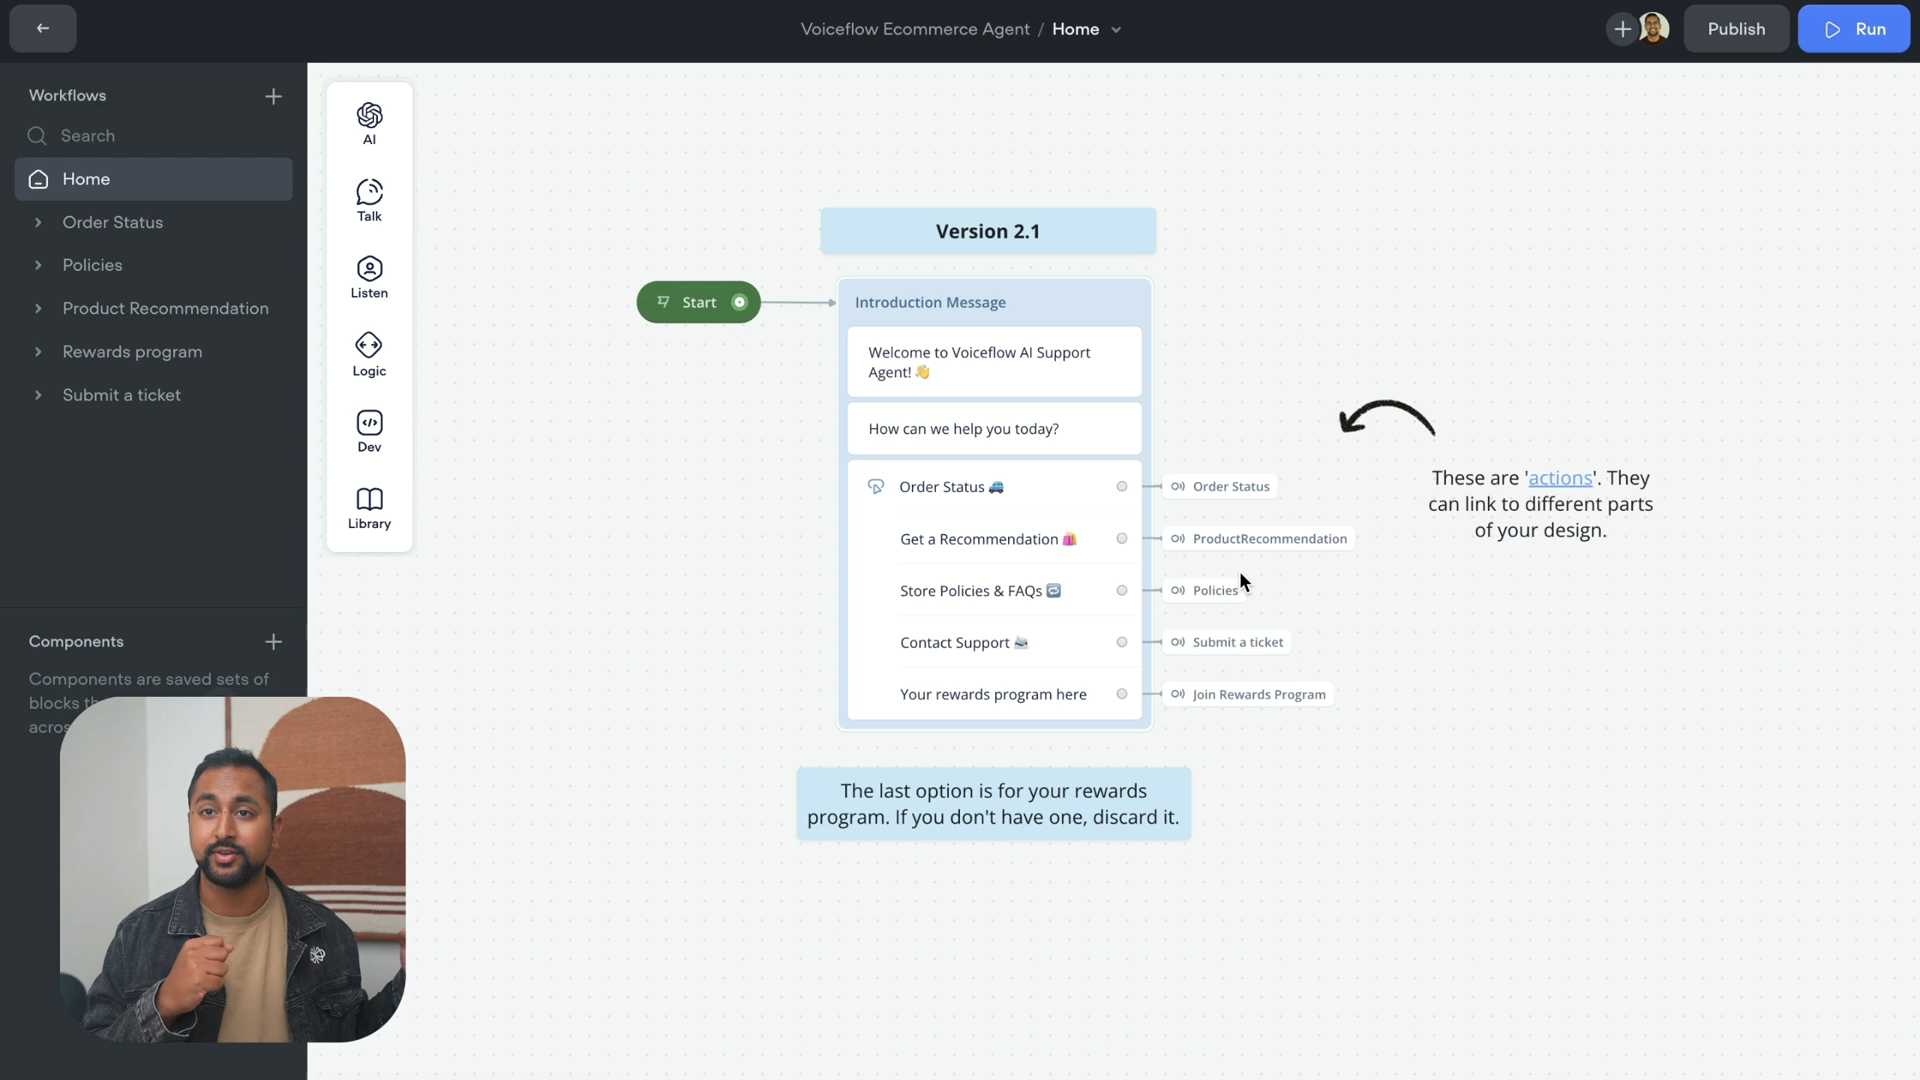 Voiceflow Ecommerce Agent / Home
Publish
Run
Workflows
Search
Home
Order Status
Policies
Product Recommendation
Rewards program
Submit a ticket
AI
Talk
Listen
Logic
Dev
Library
Version 2.1
Start
Introduction Message
Welcome to Voiceflow AI Support
Agent! 👋
How can we help you today?
Order Status 🚙
Order Status
Get a Recommendation 🛍️
ProductRecommendation
Store Policies & FAQs 🔁
Policies
Contact Support 📨
Submit a ticket
Your rewards program here
Join Rewards Program
These are 'actions'. They
can link to different parts
of your design.
The last option is for your rewards
program. If you don't have one, discard it.
Components
Components are saved sets of
blocks